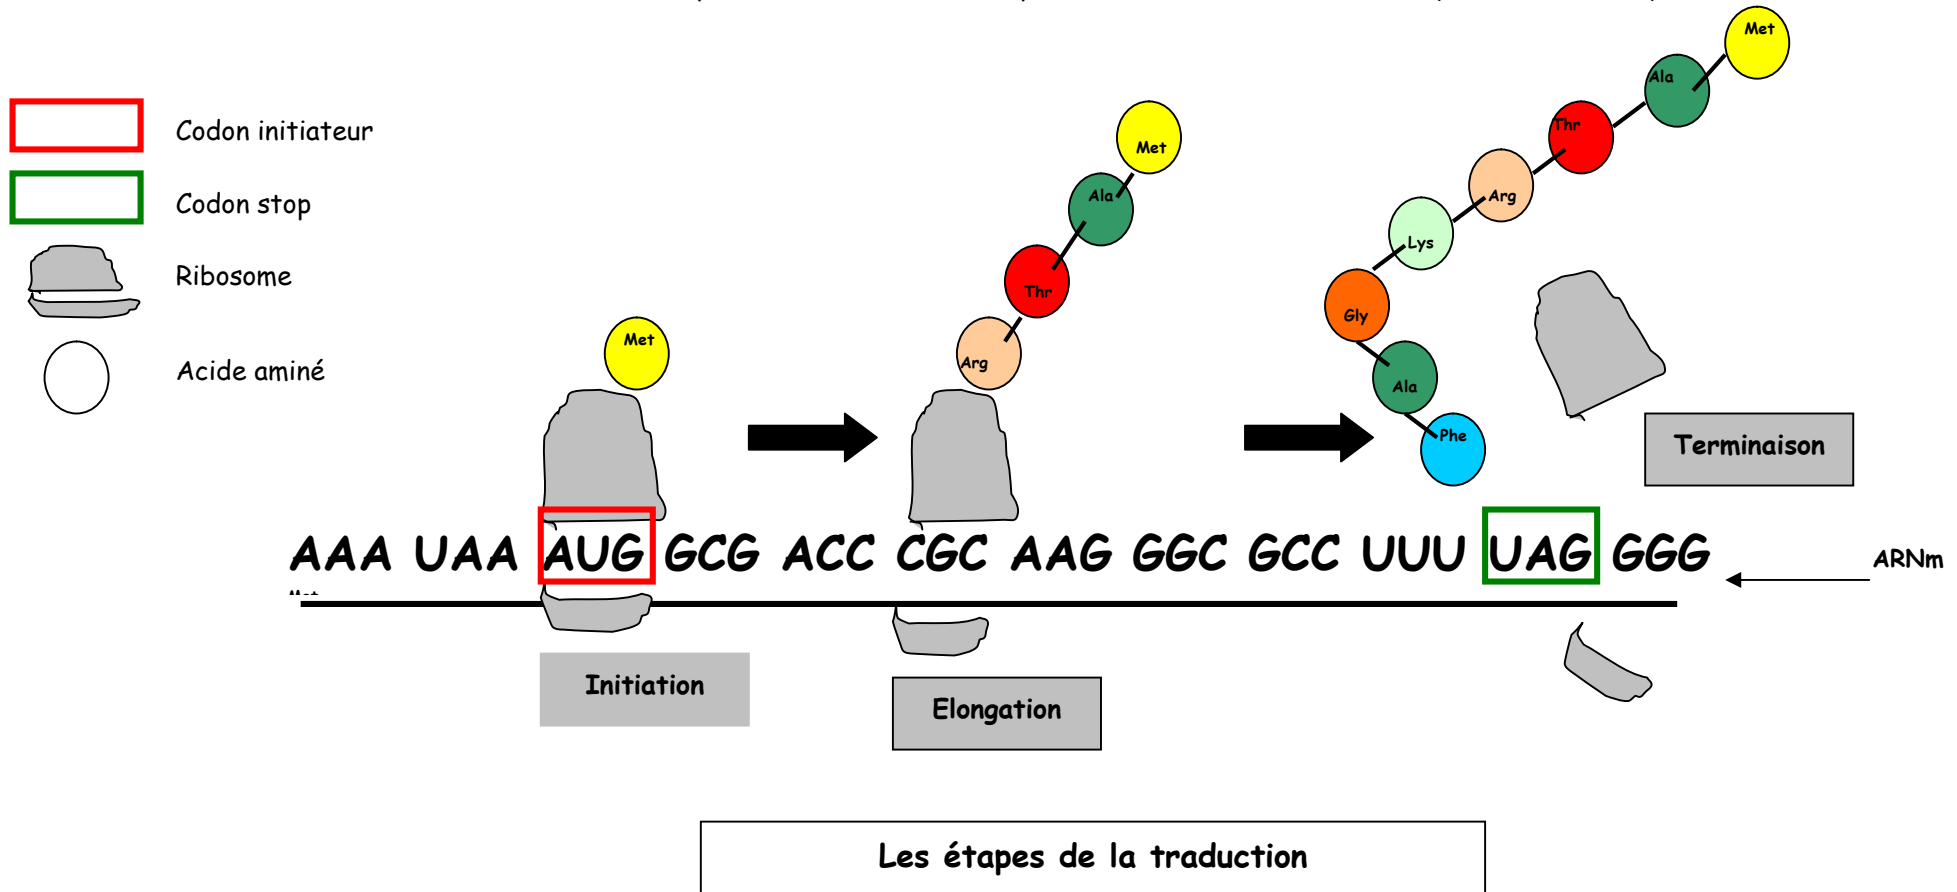 Codon initiateur
Codon stop
Ribosome
Acide aminé
Met
Met
Ala
Thr
Arg
Met
Ala
Thr
Arg
Lys
Gly
Ala
Phe
Terminaison
AAA UAA AUG GCG ACC CGC AAG GGC GCC UUU UAG GGG
ARNm
Initiation
Elongation
Les étapes de la traduction